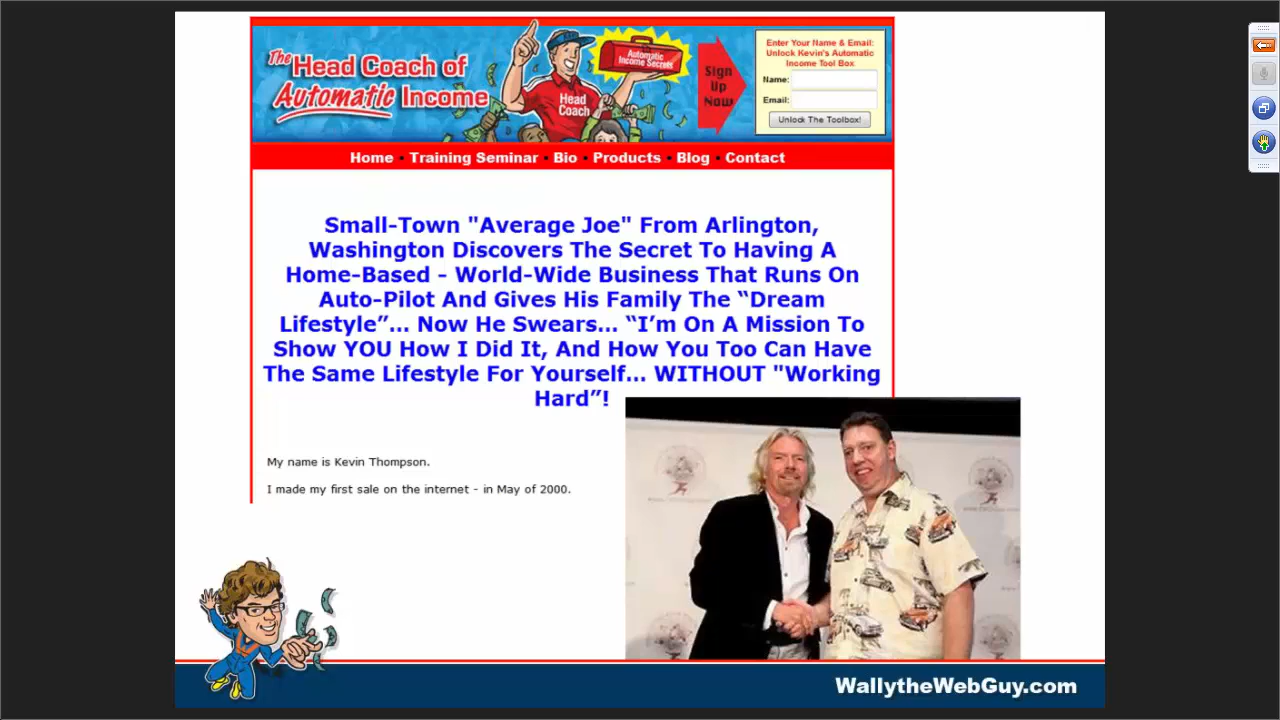 The Head Coach of
Automatic Income
Head
Coach
Automatic
Income Secrets
Sign
Up
Now
Enter Your Name & Email:
Unlock Kevin's Automatic
Income Tool Box
Name:
Email:
Unlock The Toolbox!
Home • Training Seminar • Bio • Products • Blog • Contact
Small-Town "Average Joe" From Arlington,
Washington Discovers The Secret To Having A
Home-Based - World-Wide Business That Runs On
Auto-Pilot And Gives His Family The “Dream
Lifestyle”... Now He Swears... “I’m On A Mission To
Show YOU How I Did It, And How You Too Can Have
The Same Lifestyle For Yourself... WITHOUT "Working
Hard”!
My name is Kevin Thompson.
I made my first sale on the internet - in May of 2000.
WallytheWebGuy.com